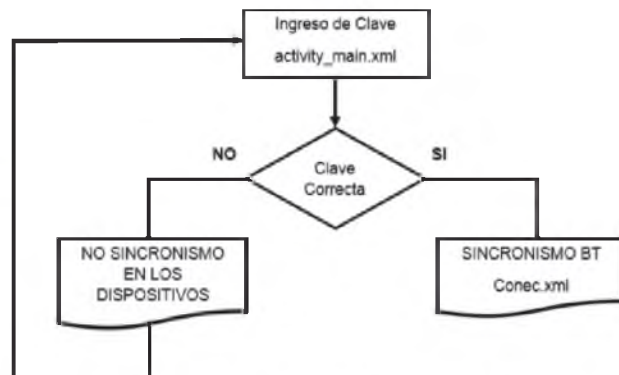 Ingreso de Clave
activity_main.xml
NO
SI
Clave
Correcta
NO SINCRONISMO
EN LOS
DISPOSITIVOS
SINCRONISMO BT
Conec.xml